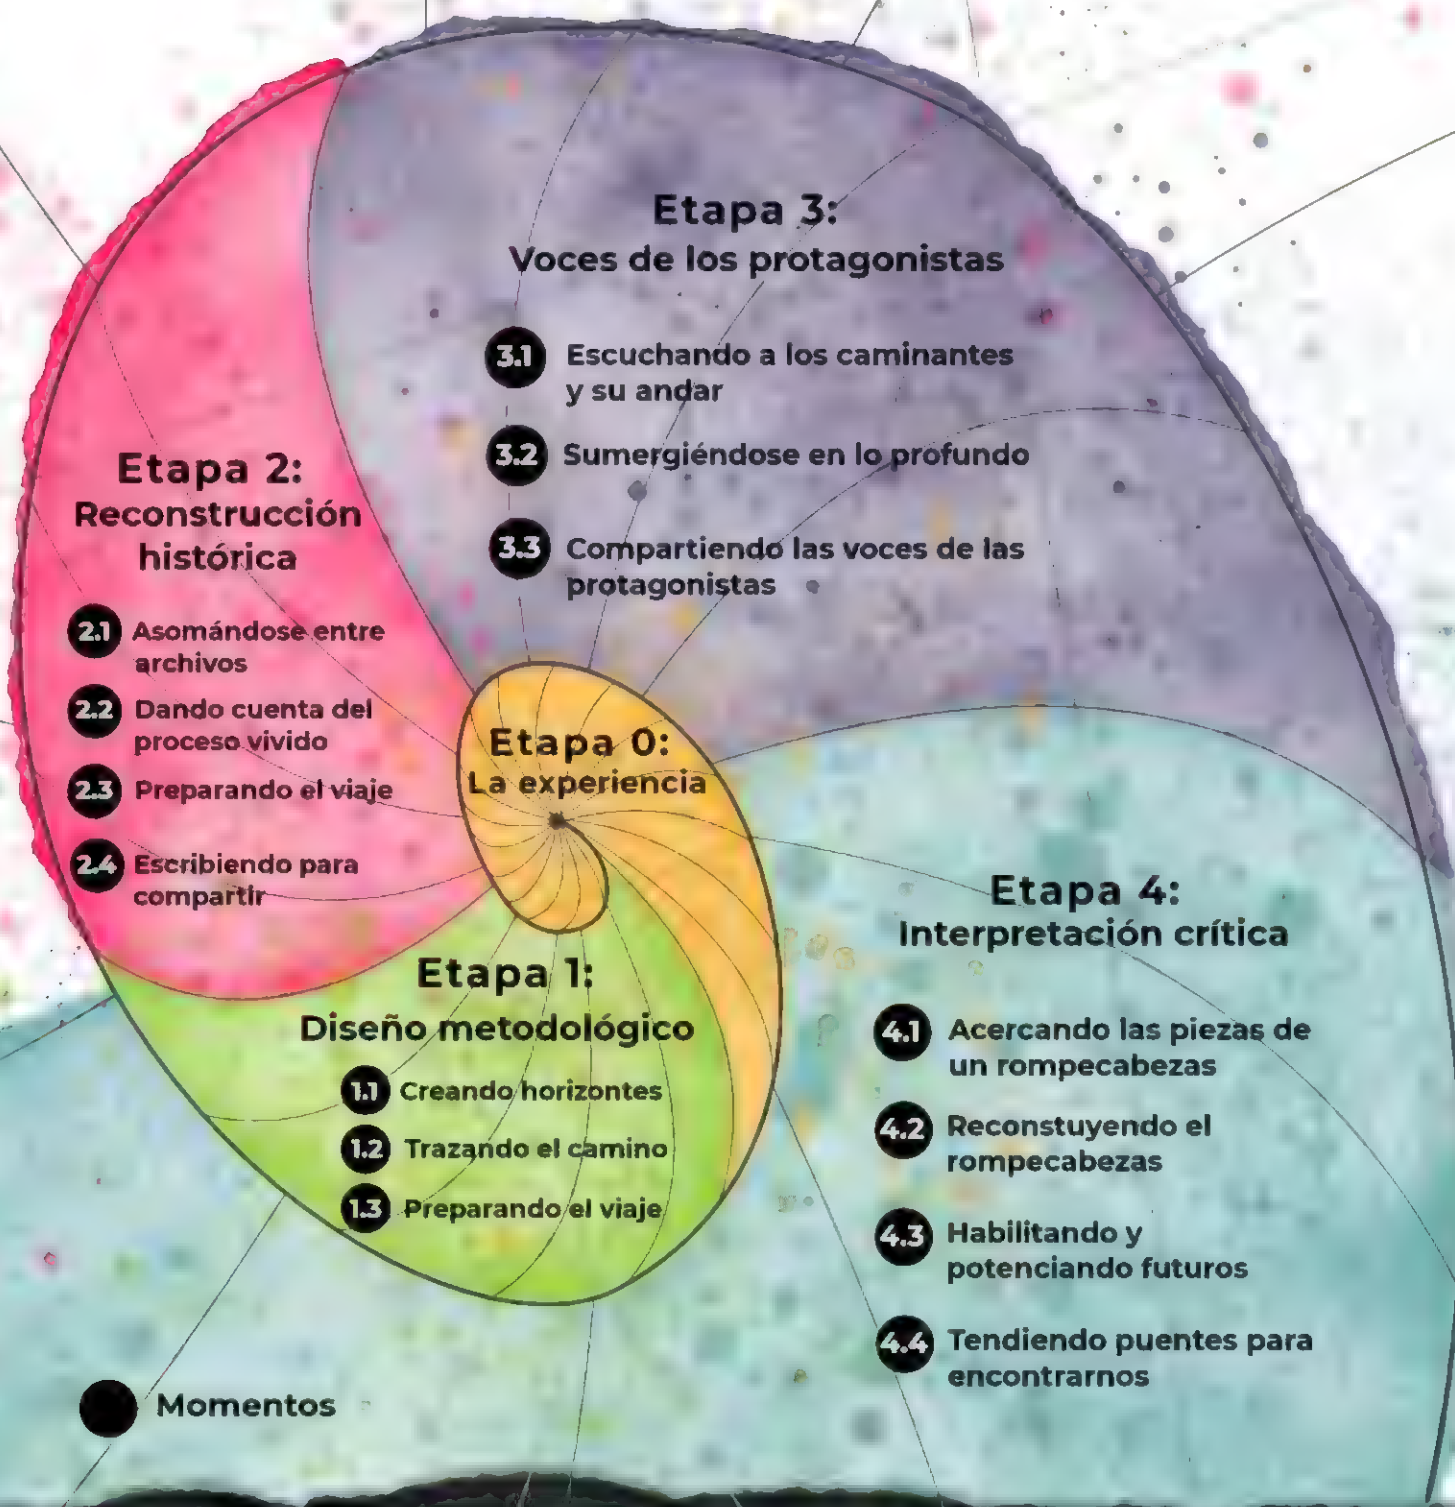 Etapa 3:
Voces de los protagonistas
3.1 Escuchando a los caminantes
y su andar
3.2 Sumergiéndose en lo profundo
3.3 Compartiendo las voces de las
protagonistas
Etapa 2:
Reconstrucción
histórica
2.1 Asomándose entre
archivos
2.2 Dando cuenta del
proceso vivido
2.3 Preparando el viaje
2.4 Escribiendo para
compartir
Etapa 0:
La experiencia
Etapa 1:
Diseño metodológico
1.1 Creando horizontes
1.2 Trazando el camino
1.3 Preparando el viaje
Etapa 4:
Interpretación crítica
4.1 Acercando las piezas de
un rompecabezas
4.2 Reconstuyendo el
rompecabezas
4.3 Habilitando y
potenciando futuros
4.4 Tendiendo puentes para
encontrarnos
Momentos